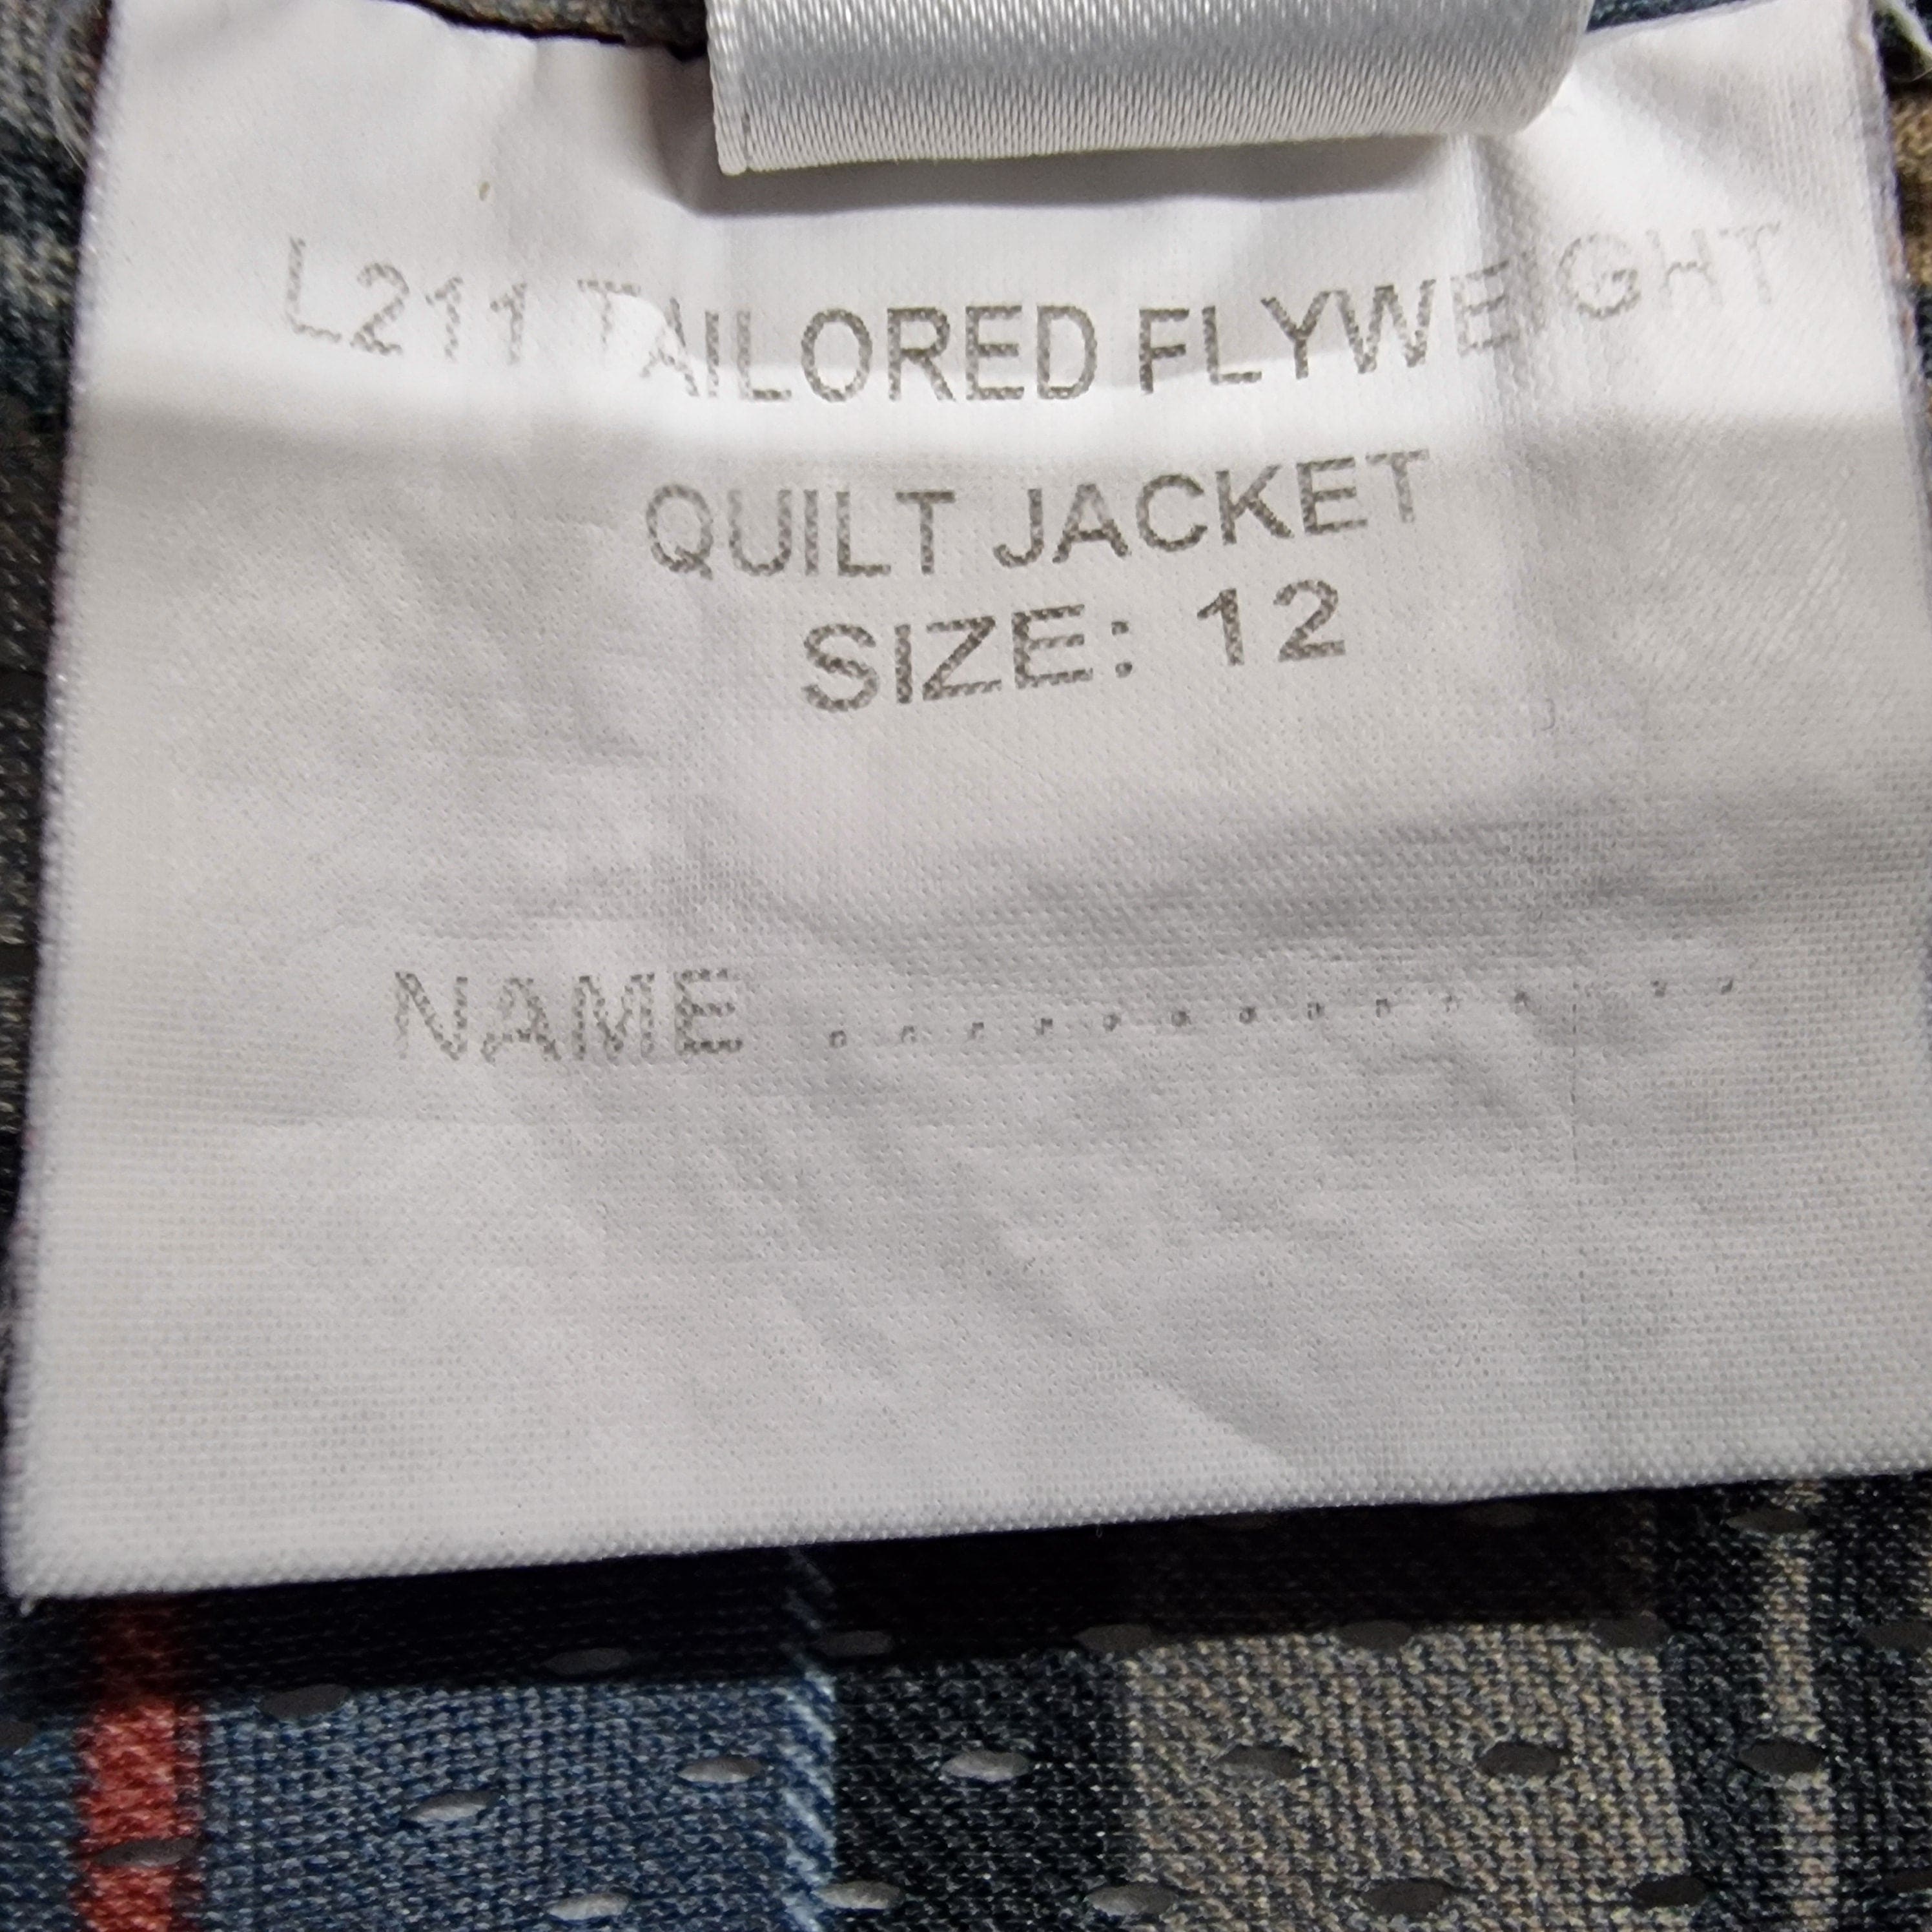 L211 TAILORED FLYWEIGHT
QUILT JACKET
SIZE: 12
NAME ..............